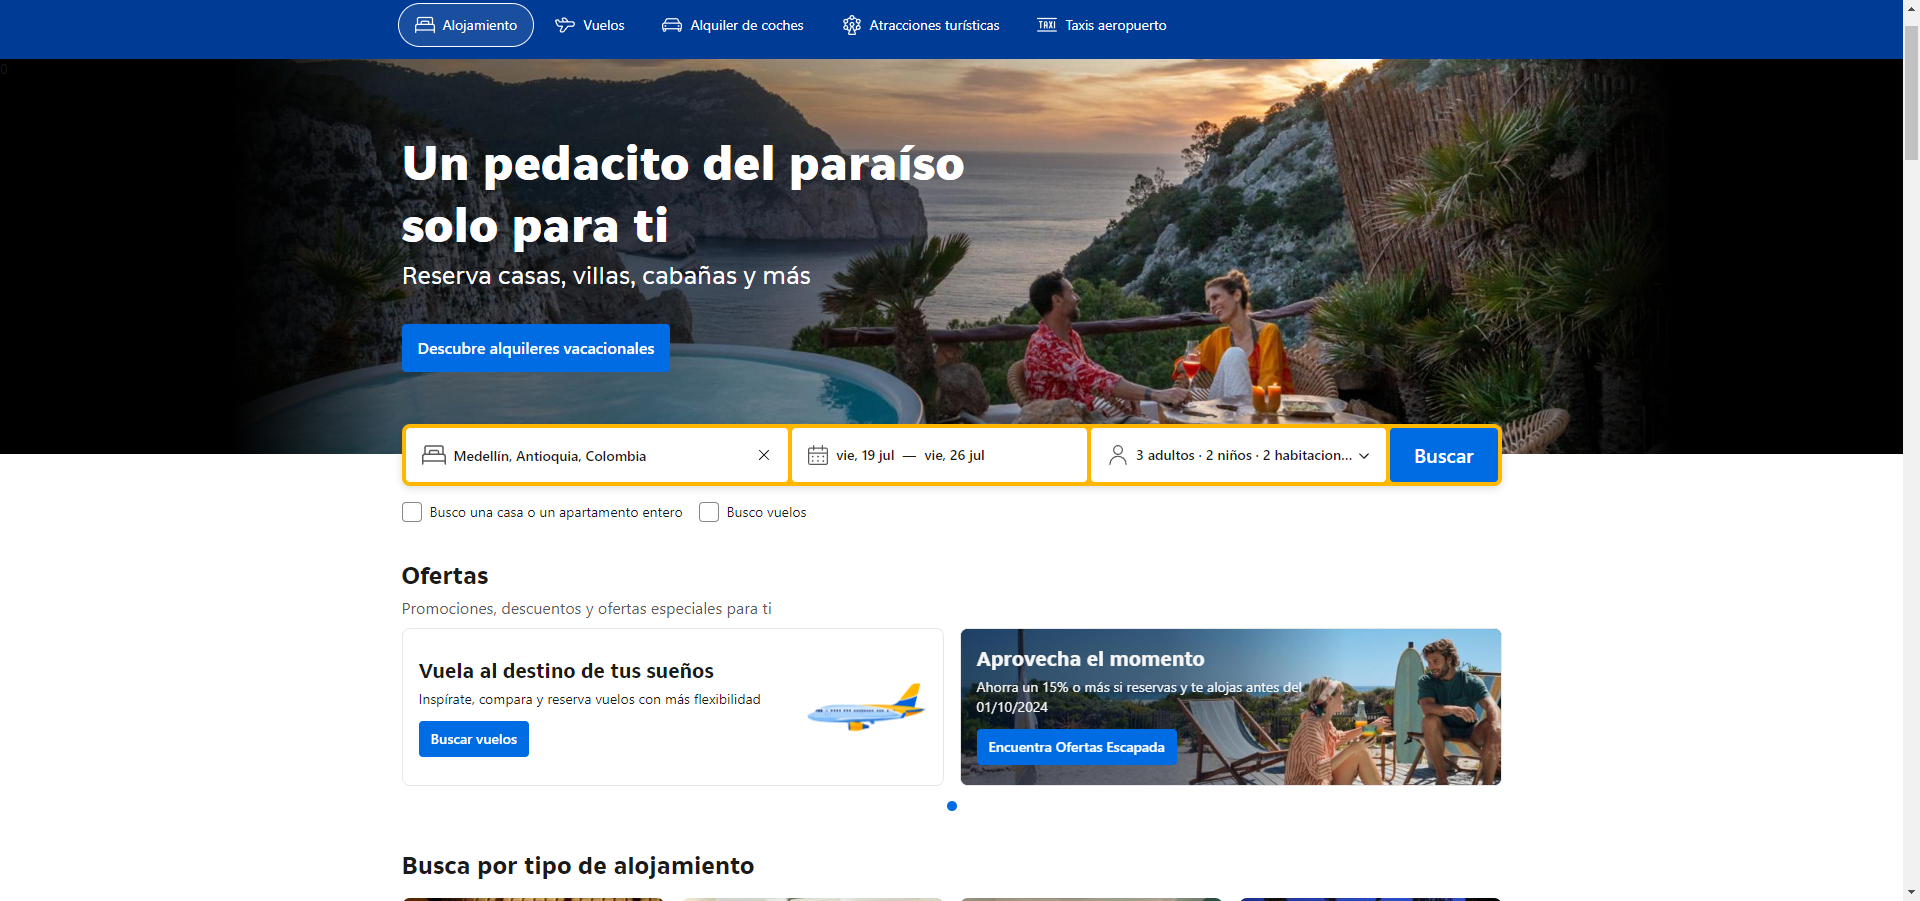 Alojamiento
Vuelos
Alquiler de coches
Atracciones turísticas
TAXI Taxis aeropuerto
0
Un pedacito del paraíso
solo para ti
Reserva casas, villas, cabañas y más
Descubre alquileres vacacionales
Medellín, Antioquia, Colombia
vie, 19 jul — vie, 26 jul
3 adultos · 2 niños · 2 habitacion...
Buscar
Busco una casa o un apartamento entero
Busco vuelos
Ofertas
Promociones, descuentos y ofertas especiales para ti
Vuela al destino de tus sueños
Inspírate, compara y reserva vuelos con más flexibilidad
Buscar vuelos
Aprovecha el momento
Ahorra un 15% o más si reservas y te alojas antes del
01/10/2024
Encuentra Ofertas Escapada
Busca por tipo de alojamiento